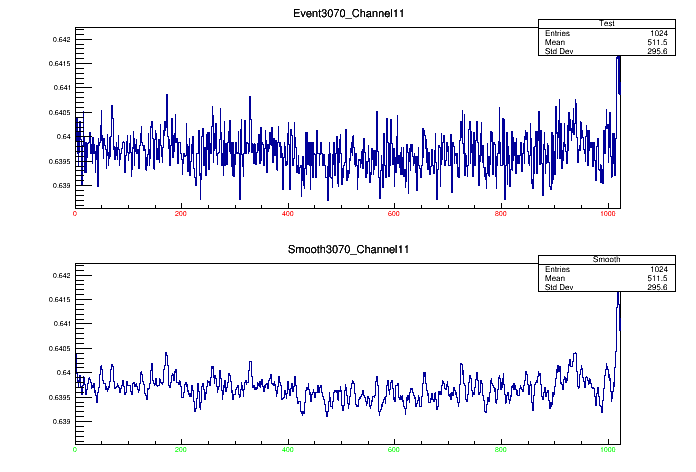 Event3070_Channel11
Test
Entries 1024
Mean 511.5
Std Dev 295.6
0.642
0.6415
0.641
0.6405
0.64
0.6395
0.639
0 200 400 600 800 1000
Smooth3070_Channel11
Smooth
Entries 1024
Mean 511.5
Std Dev 295.6
0.642
0.6415
0.641
0.6405
0.64
0.6395
0.639
0 200 400 600 800 1000